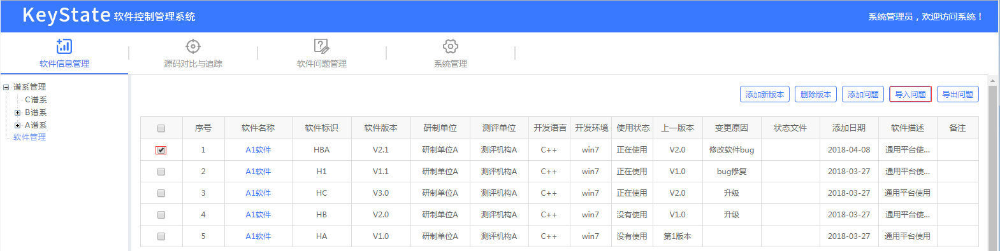 KeyState 软件控制管理系统 系统管理员，欢迎访问系统！
软件信息管理 源码对比与追踪 软件问题管理 系统管理
谱系管理
C谱系
B谱系
A谱系
软件管理
添加新版本 删除版本 添加问题 导入问题 导出问题
序号 软件名称 软件标识 软件版本 研制单位 测评单位 开发语言 开发环境 使用状态 上一版本 变更原因 状态文件 添加日期 软件描述 备注
1 A1软件 HBA V2.1 研制单位A 测评机构A C++ win7 正在使用 V2.0 修改软件bug 2018-04-08 通用平台使...
2 A1软件 H1 V1.1 研制单位A 测评机构A C++ win7 正在使用 V1.0 bug修复 2018-03-27 通用平台使...
3 A1软件 HC V3.0 研制单位A 测评机构A C++ win7 正在使用 V2.0 升级 2018-03-27 通用平台使用
4 A1软件 HB V2.0 研制单位A 测评机构A C++ win7 没有使用 V1.0 升级 2018-03-27 通用平台使...
5 A1软件 HA V1.0 研制单位A 测评机构A C++ win7 没有使用 第1版本 2018-03-27 通用平台使用